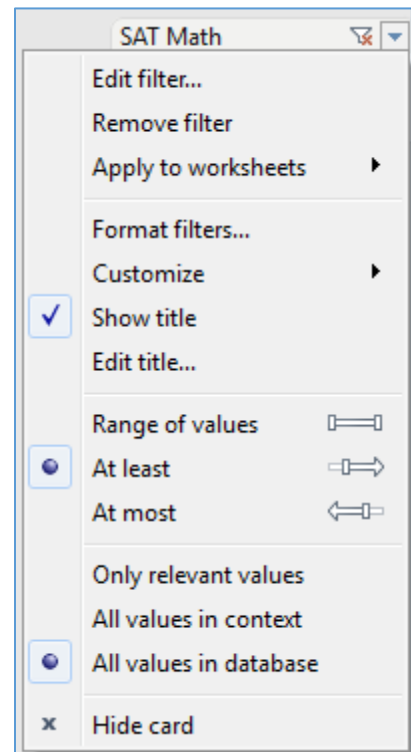 SAT Math
Edit filter...
Remove filter
Apply to worksheets
Format filters...
Customize
Show title
Edit title...
Range of values
At least
At most
Only relevant values
All values in context
All values in database
Hide card